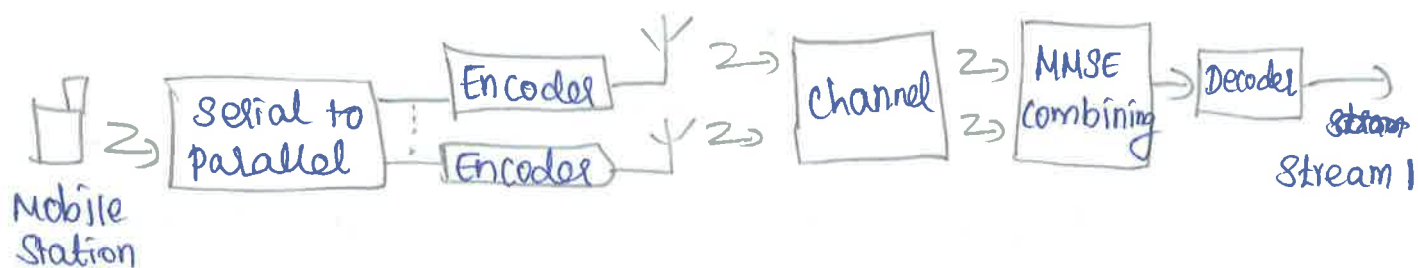 Mobile
Station
Serial to
Parallel
Encoder
Encoder
Channel
MMSE
Combining
Decoder
Stream 1